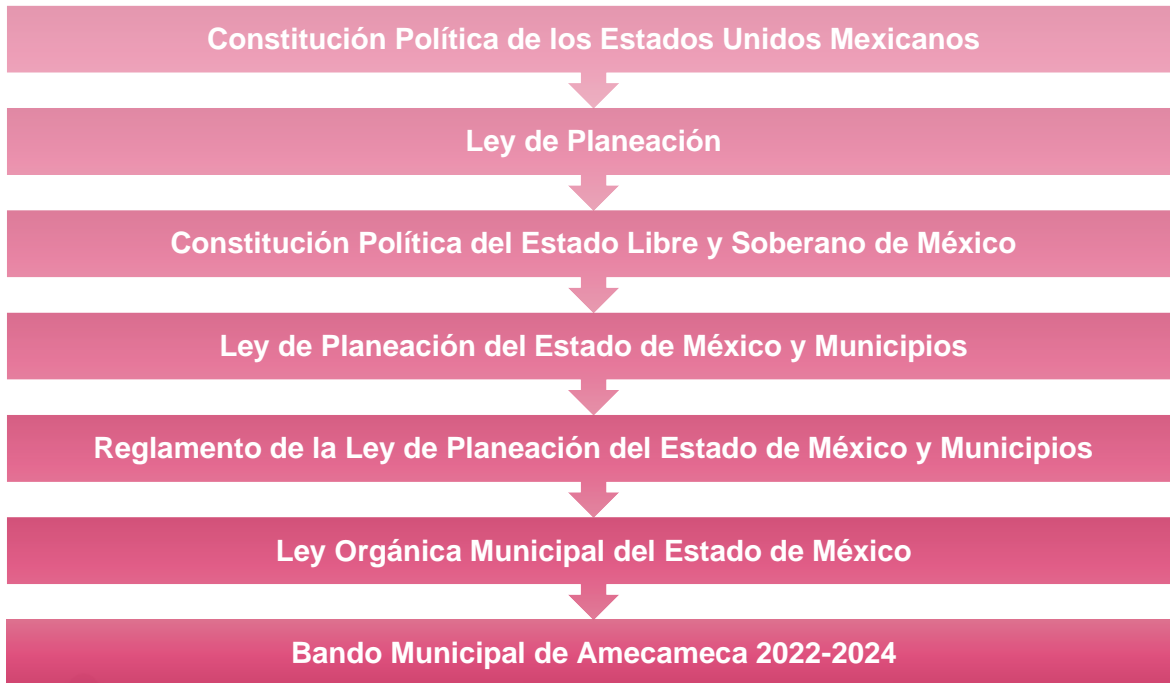 Constitución Política de los Estados Unidos Mexicanos
Ley de Planeación
Constitución Política del Estado Libre y Soberano de México
Ley de Planeación del Estado de México y Municipios
Reglamento de la Ley de Planeación del Estado de México y Municipios
Ley Orgánica Municipal del Estado de México
Bando Municipal de Amecameca 2022-2024